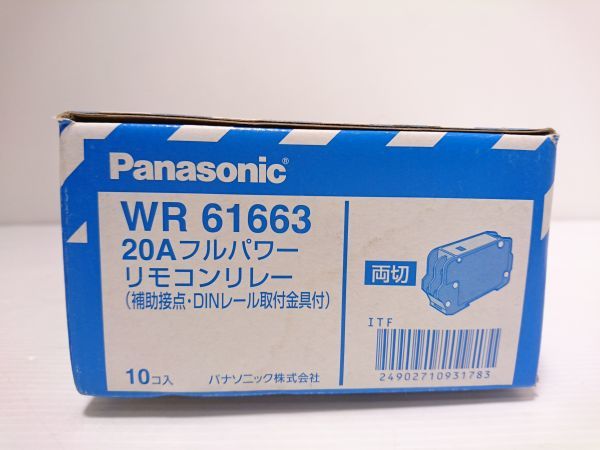 Panasonic®
WR 61663
20Aフルパワー
リモコンリレー
(補助接点・DINレール取付金具付)
両切
ITF
24902710931783
10コ入 パナソニック株式会社